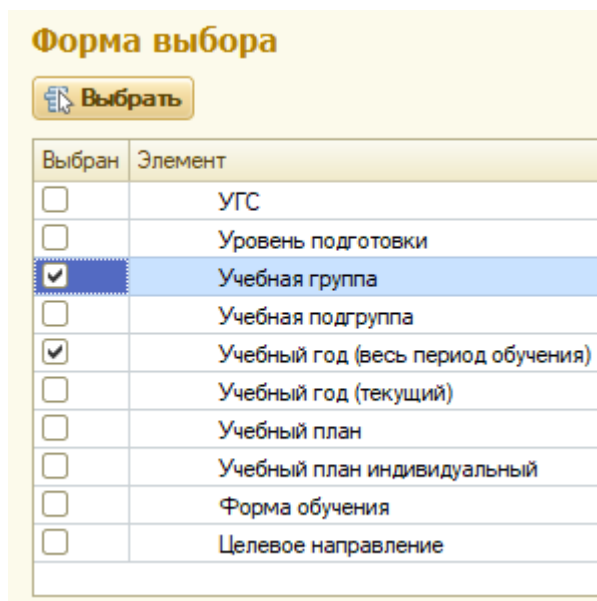 Форма выбора
Выбрать
Выбран Элемент
УГС
Уровень подготовки
Учебная группа
Учебная подгруппа
Учебный год (весь период обучения)
Учебный год (текущий)
Учебный план
Учебный план индивидуальный
Форма обучения
Целевое направление